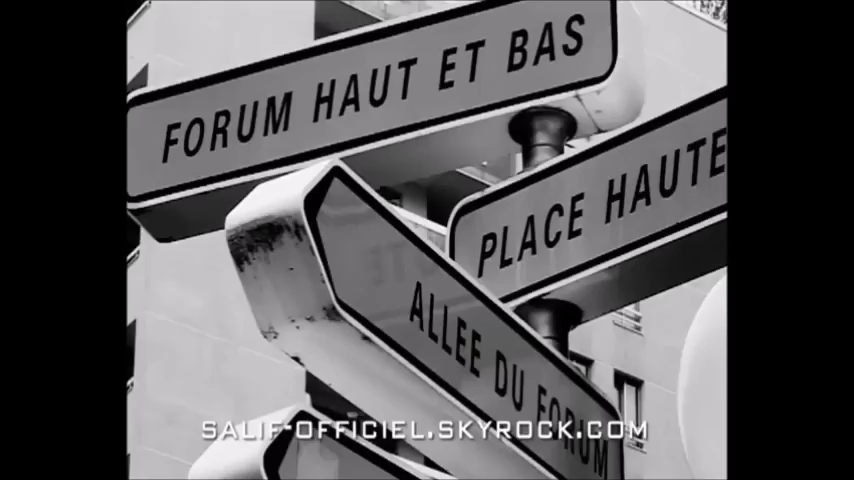 FORUM HAUT ET BAS
PLACE HAUTE
ALLEE DU FORUM
SALIF-OFFICIEL.SKYROCK.COM